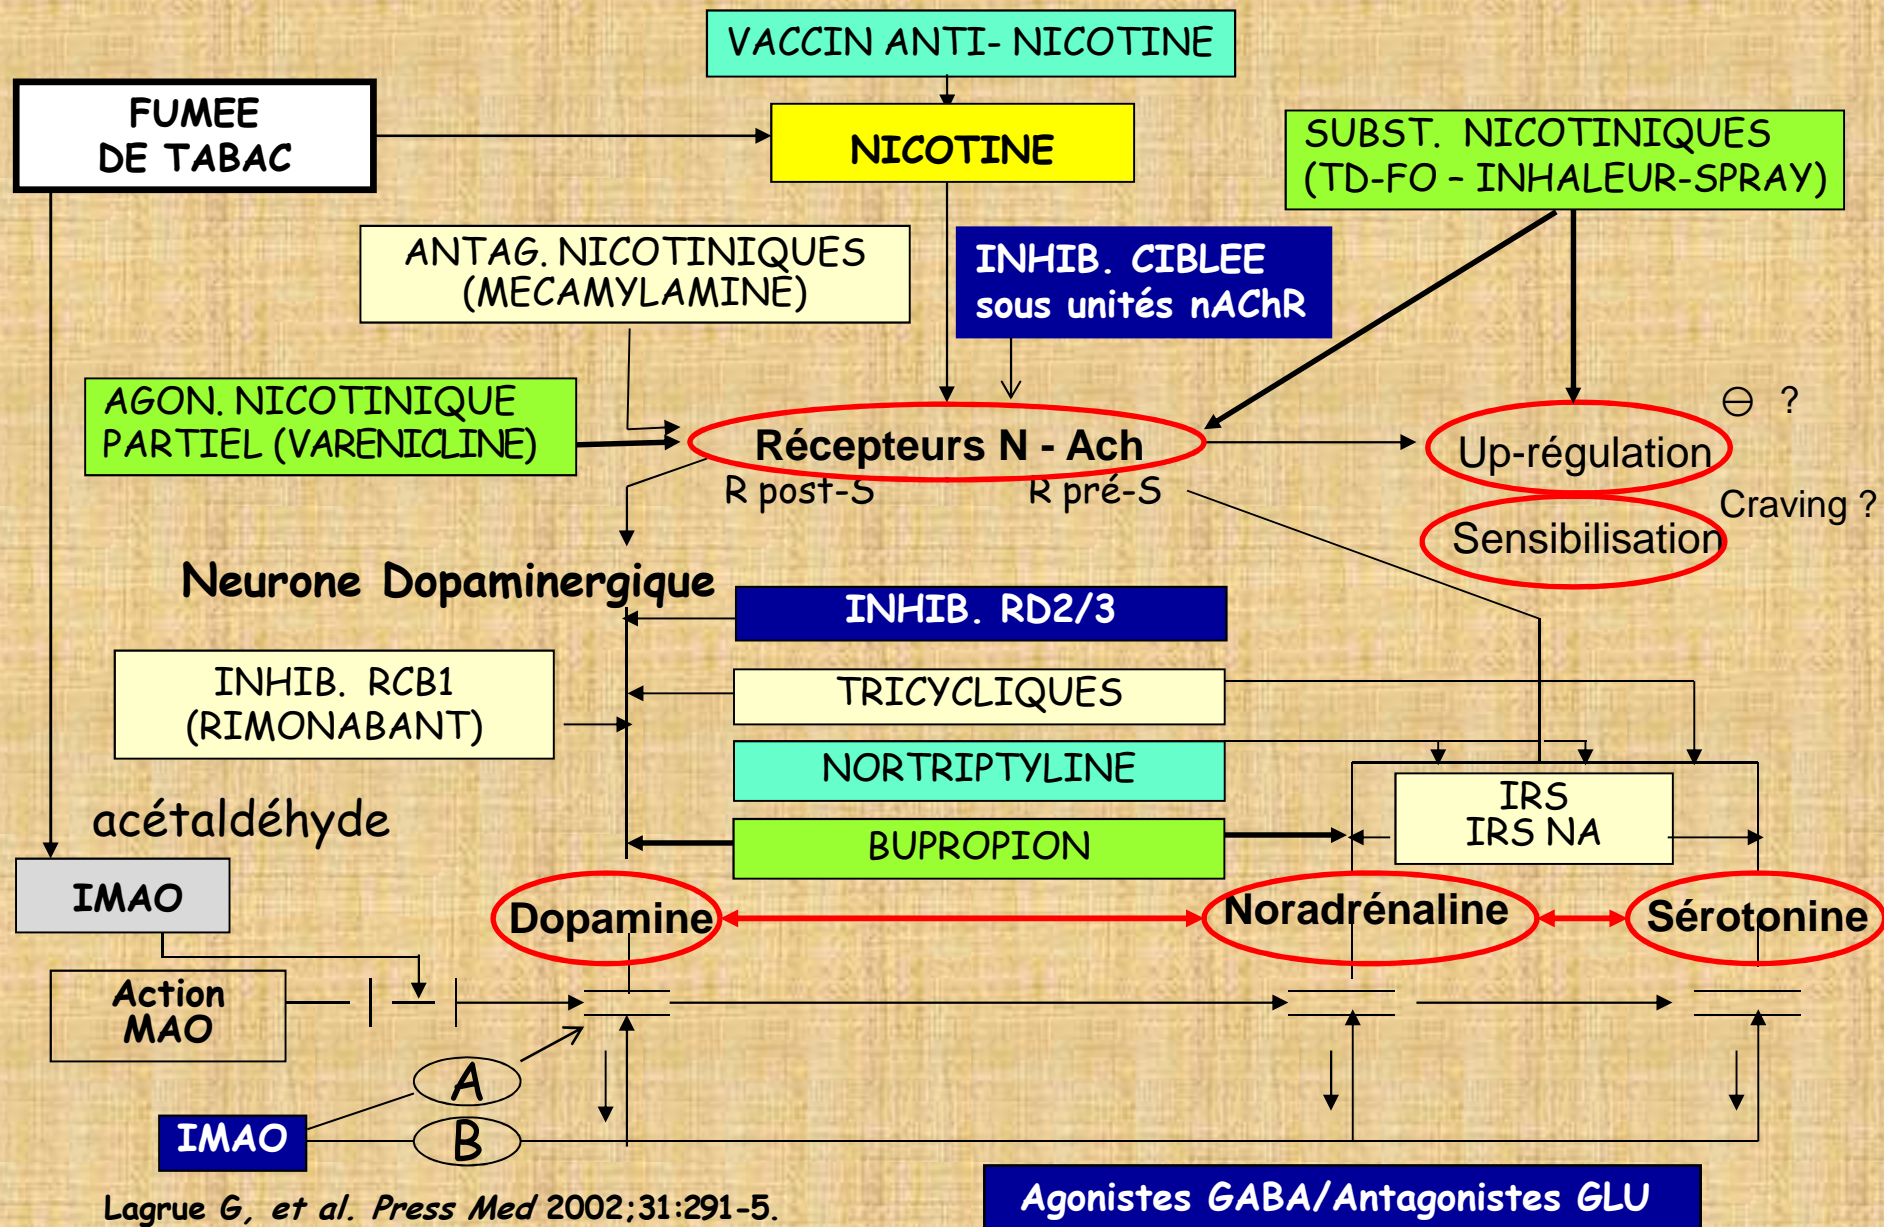 VACCIN ANTI- NICOTINE
FUMEE
DE TABAC
NICOTINE
SUBST. NICOTINIQUES
(TD-FO – INHALEUR-SPRAY)
ANTAG. NICOTINIQUES
(MECAMYLAMINE)
INHIB. CIBLEE
sous unités nAChR
AGON. NICOTINIQUE
PARTIEL (VARENICLINE)
Récepteurs N - Ach
R post-S
R pré-S
⊖ ?
Up-régulation
Craving ?
Sensibilisation
Neurone Dopaminergique
INHIB. RD2/3
INHIB. RCB1
(RIMONABANT)
TRICYCLIQUES
NORTRIPTYLINE
BUPROPION
IRS
IRS NA
acétaldéhyde
IMAO
Dopamine
Noradrénaline
Sérotonine
Action
MAO
A
IMAO
B
Agonistes GABA/Antagonistes GLU
Lagrue G, et al. Press Med 2002;31:291-5.